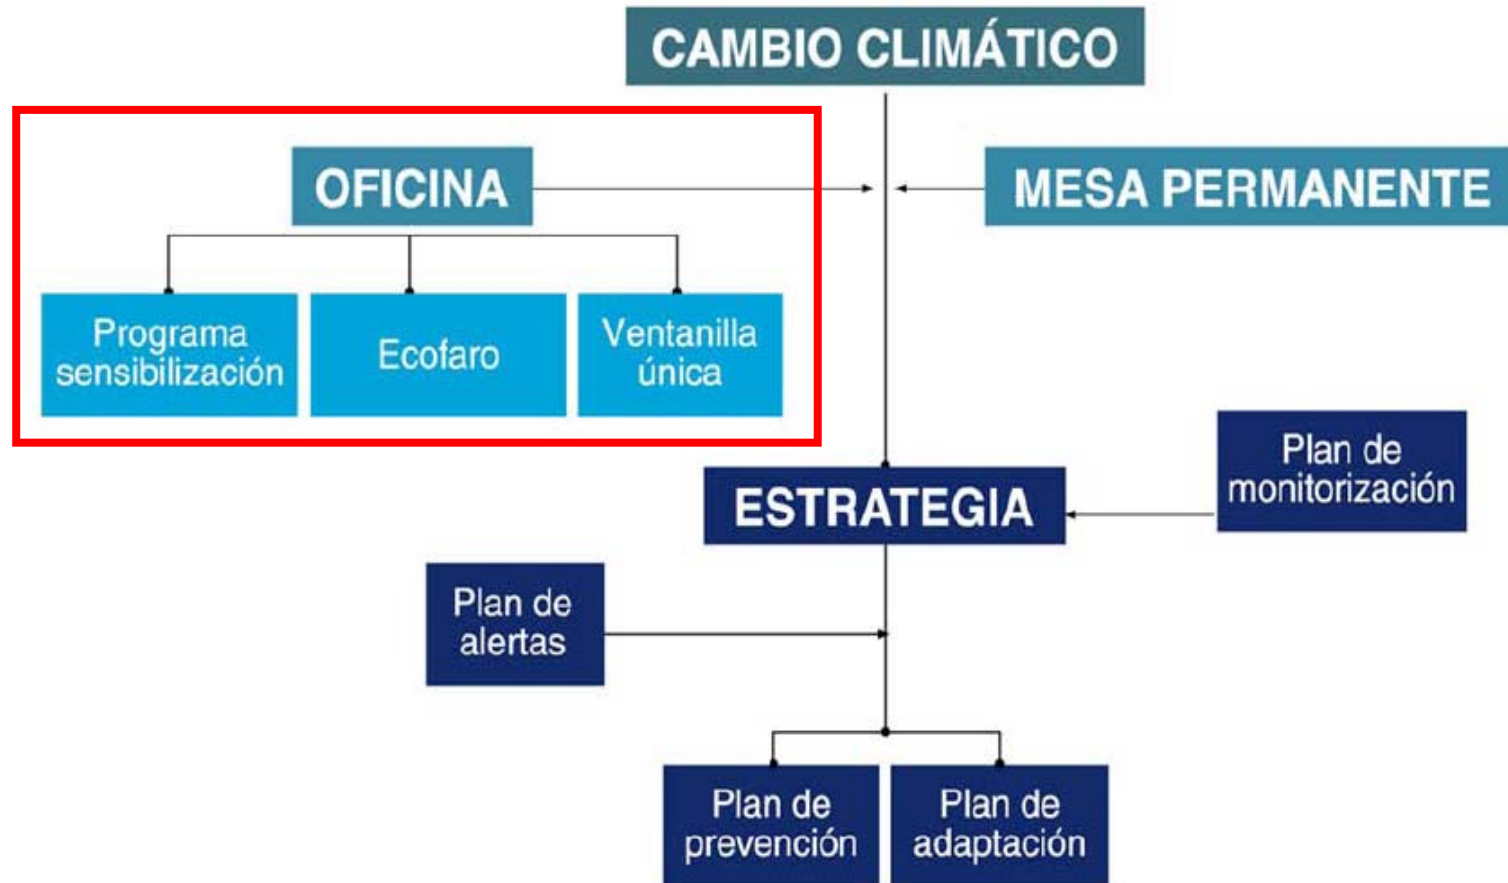 CAMBIO CLIMÁTICO
OFICINA
MESA PERMANENTE
Programa
sensibilización
Ecofaro
Ventanilla
única
ESTRATEGIA
Plan de
monitorización
Plan de
alertas
Plan de
prevención
Plan de
adaptación